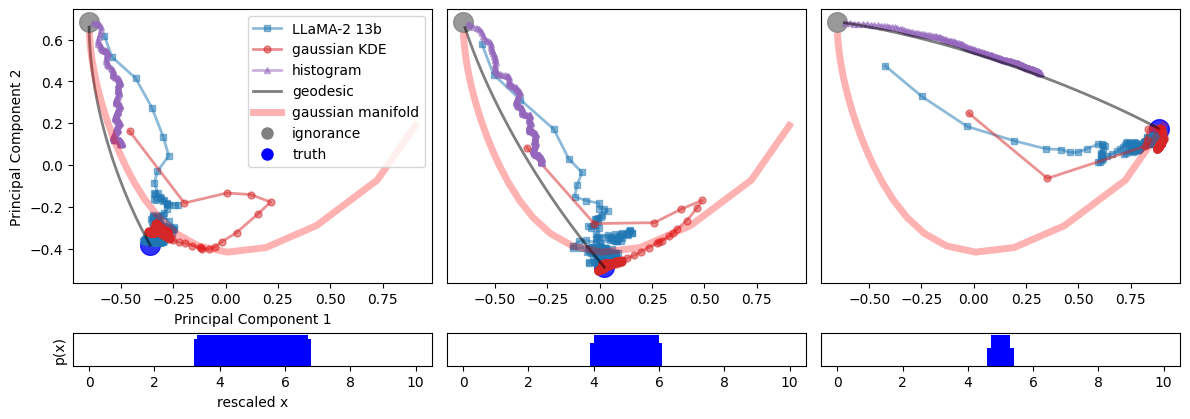 LLaMA-2 13b
gaussian KDE
histogram
geodesic
gaussian manifold
ignorance
truth
Principal Component 2
0.6
0.4
0.2
0.0
−0.2
−0.4
−0.50 −0.25 0.00 0.25 0.50 0.75
−0.50 −0.25 0.00 0.25 0.50 0.75
−0.50 −0.25 0.00 0.25 0.50 0.75
Principal Component 1
p(x)
0 2 4 6 8 10
0 2 4 6 8 10
0 2 4 6 8 10
rescaled x